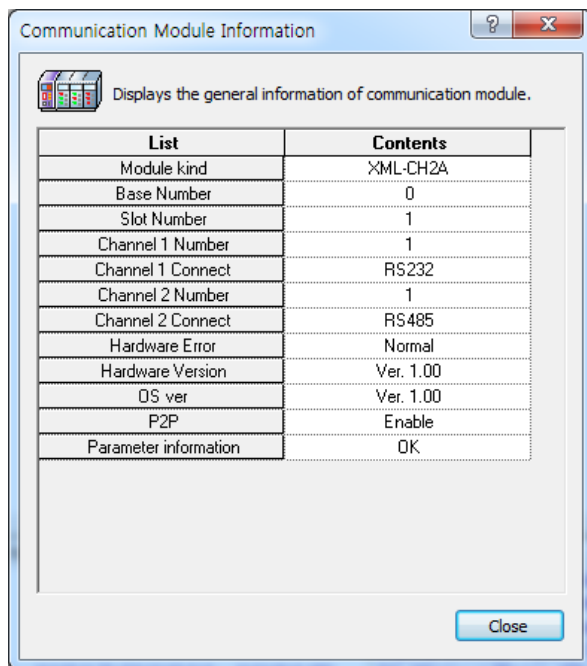 Communication Module Information
Displays the general information of communication module.
List Contents
Module kind XML-CH2A
Base Number 0
Slot Number 1
Channel 1 Number 1
Channel 1 Connect RS232
Channel 2 Number 1
Channel 2 Connect RS485
Hardware Error Normal
Hardware Version Ver. 1.00
OS ver Ver. 1.00
P2P Enable
Parameter information OK
Close